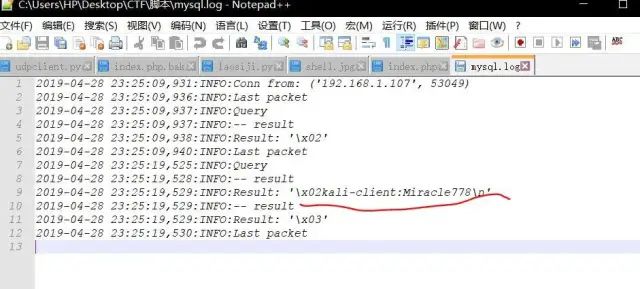 C:\Users\HP\Desktop\CTF\脚本\mysql.log - Notepad++
文件(F) 编辑(E) 搜索(S) 视图(V) 编码(N) 语言(L) 设置(T) 工具(O) 宏(M) 运行(R) 插件(P) 窗口(W) ?
udpclient.py index.php.bak laosiji.py shell.jpg index.php mysql.log
1 2019-04-28 23:25:09,931:INFO:Conn from: ('192.168.1.107', 53049)
2 2019-04-28 23:25:09,936:INFO:Last packet
3 2019-04-28 23:25:09,937:INFO:Query
4 2019-04-28 23:25:09,937:INFO:-- result
5 2019-04-28 23:25:09,938:INFO:Result: '\x02'
6 2019-04-28 23:25:09,940:INFO:Last packet
7 2019-04-28 23:25:19,525:INFO:Query
8 2019-04-28 23:25:19,528:INFO:-- result
9 2019-04-28 23:25:19,529:INFO:Result: '\x02kali-client:Miracle778\n'
10 2019-04-28 23:25:19,529:INFO:-- result
11 2019-04-28 23:25:19,529:INFO:Result: '\x03'
12 2019-04-28 23:25:19,530:INFO:Last packet
13